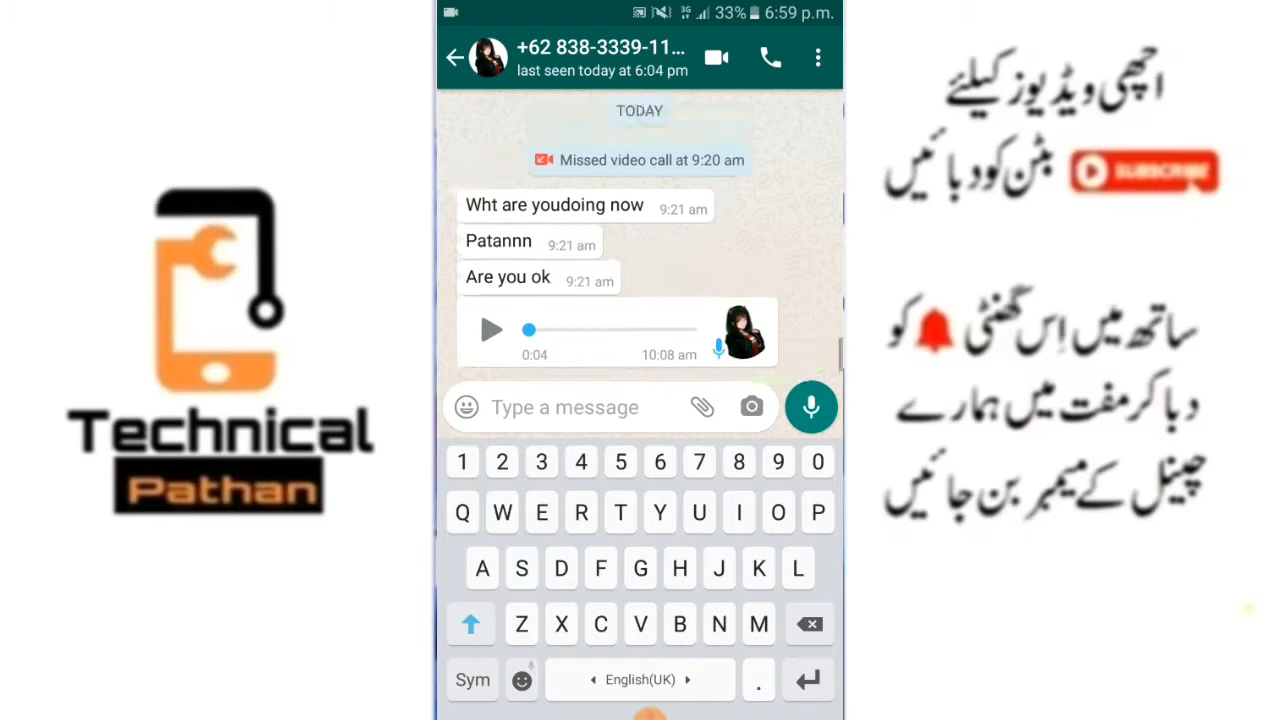 33% 6:59 p.m.
+62 838-3339-11...
last seen today at 6:04 pm
TODAY
Missed video call at 9:20 am
Wht are youdoing now 9:21 am
Patannn 9:21 am
Are you ok 9:21 am
0:04 10:08 am
Type a message
1 2 3 4 5 6 7 8 9 0
Q W E R T Y U I O P
A S D F G H J K L
Z X C V B N M
Sym English(UK) .
Technical
Pathan
اچھی ویڈیوز کیلئے
بٹن کو دبائیں SUBSCRIBE
ساتھ میں اِس گھنٹی کو
دبا کر مفت میں ہمارے
چینل کے میمبر بن جائیں